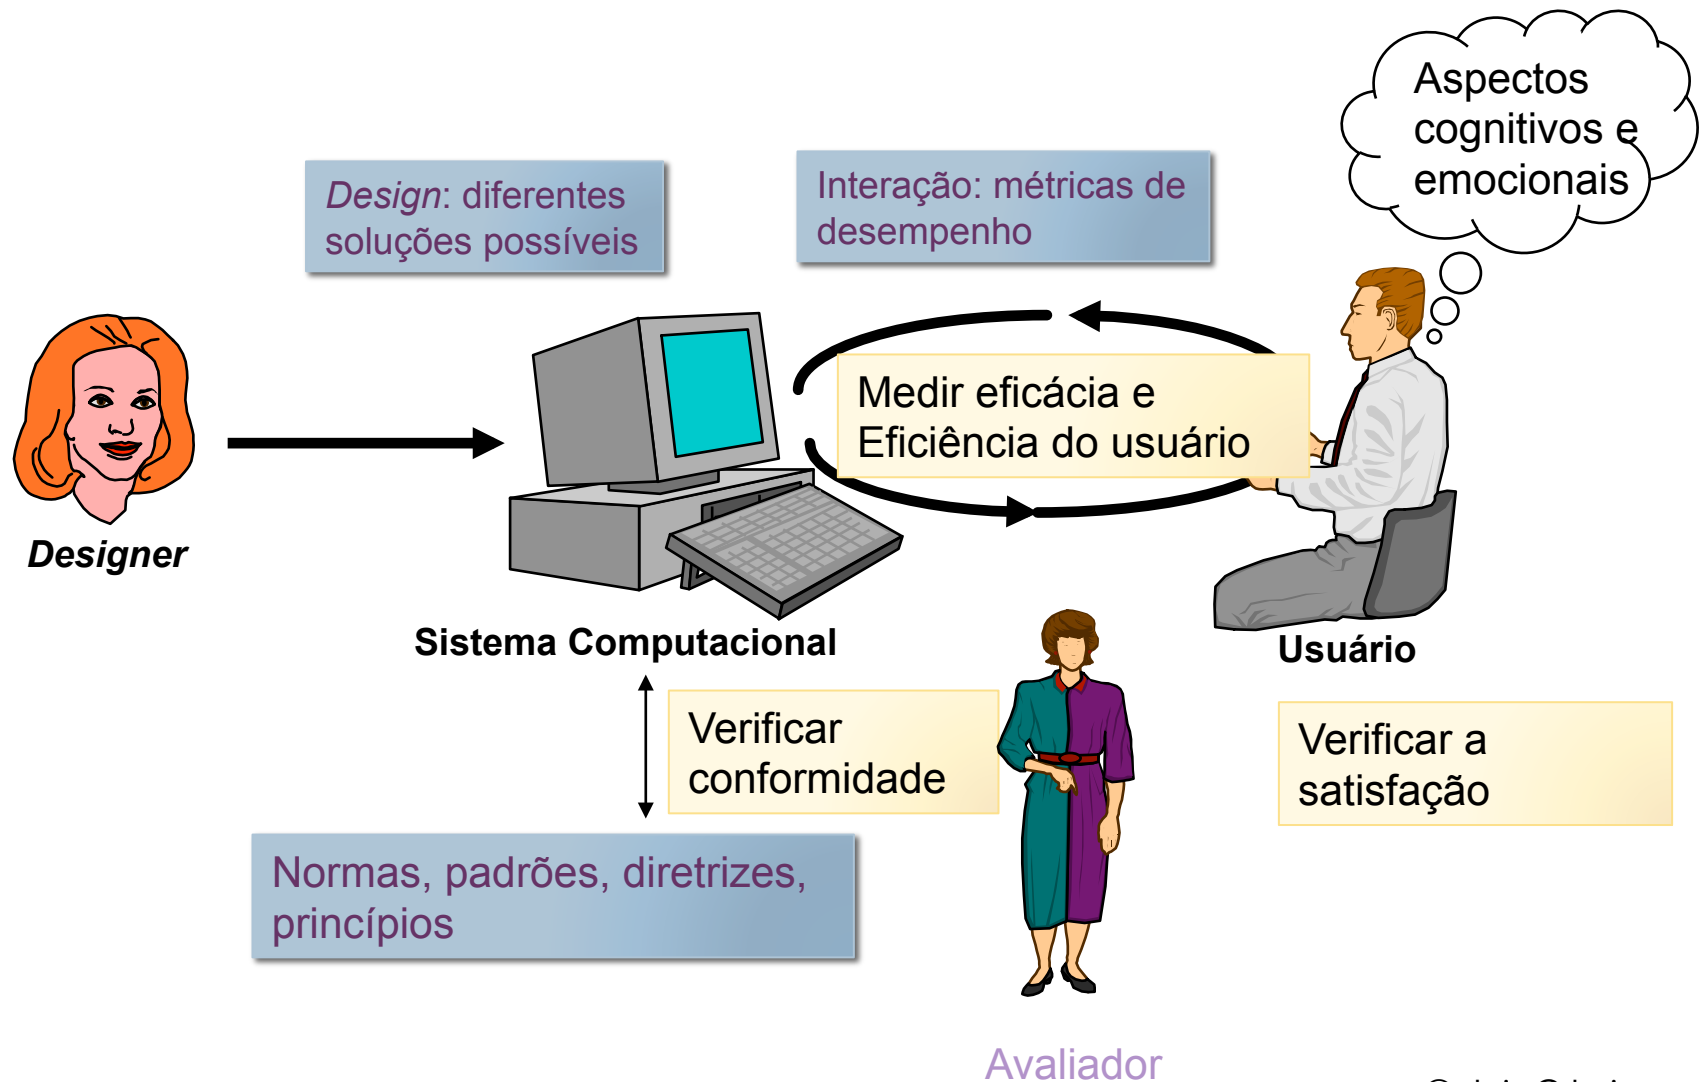 Aspectos
cognitivos e
emocionais
Design: diferentes
soluções possíveis
Interação: métricas de
desempenho
Medir eficácia e
Eficiência do usuário
Designer
Sistema Computacional
Usuário
Verificar
conformidade
Verificar a
satisfação
Normas, padrões, diretrizes,
princípios
Avaliador